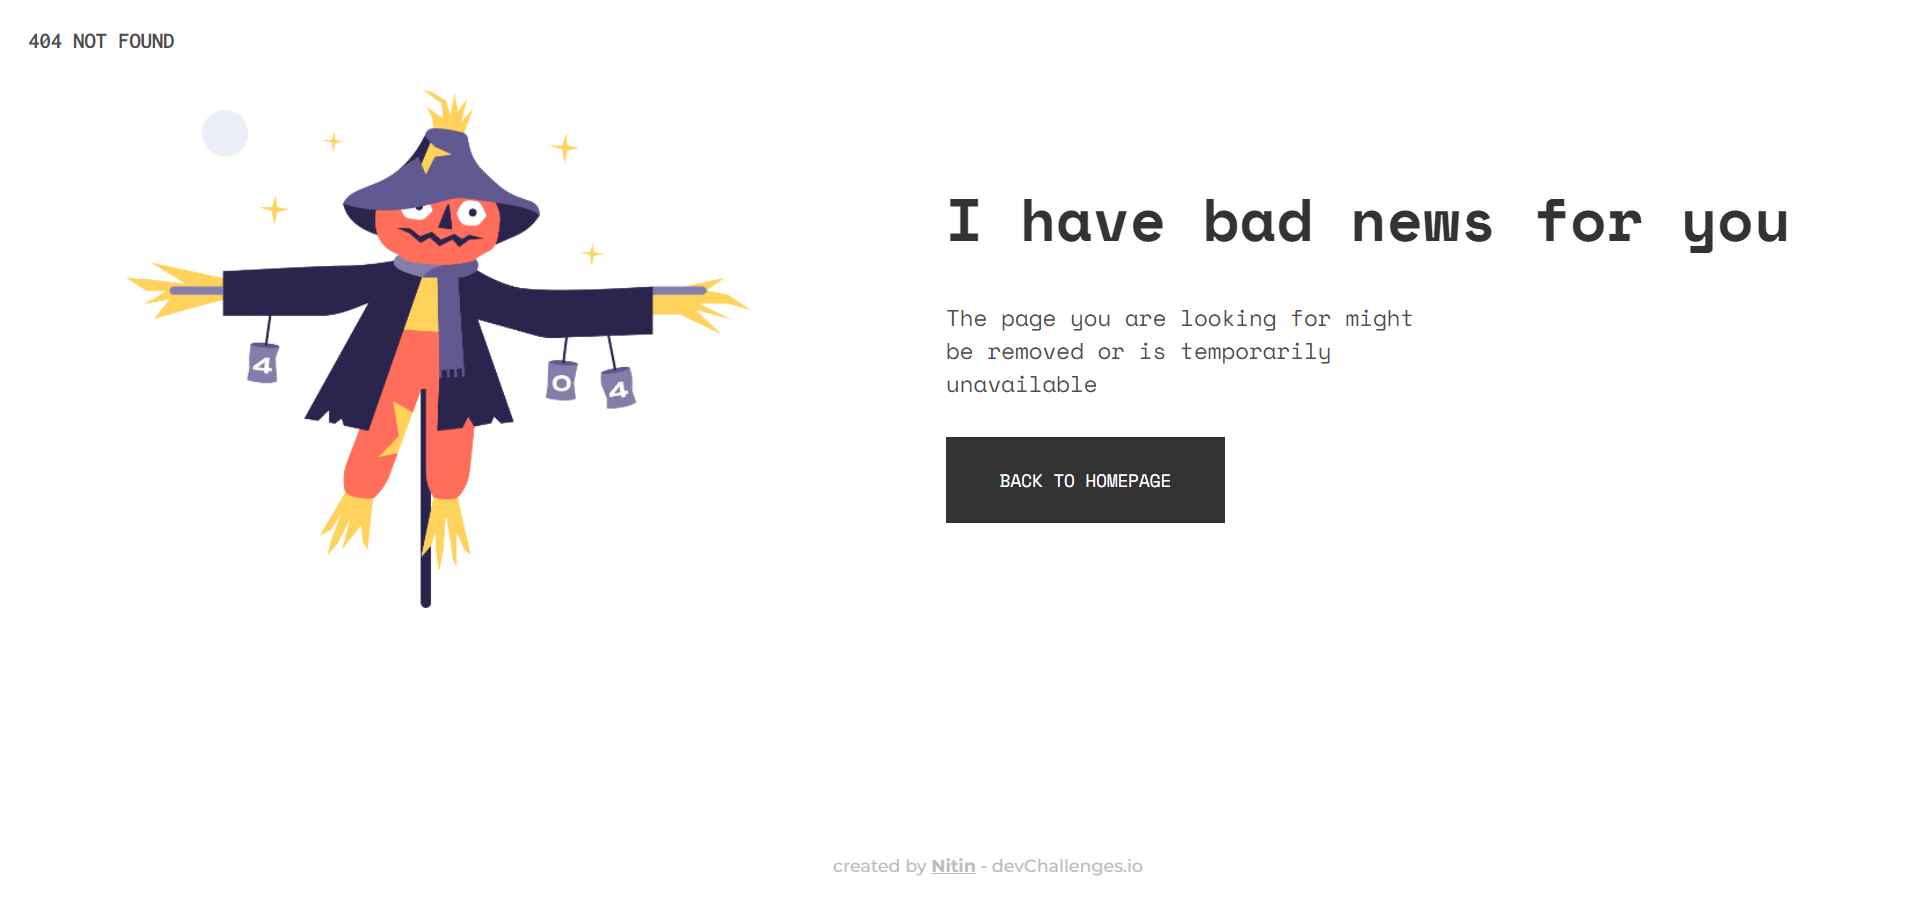 404 NOT FOUND
4
0
4
I have bad news for you
The page you are looking for might
be removed or is temporarily
unavailable
BACK TO HOMEPAGE
created by Nitin - devChallenges.io